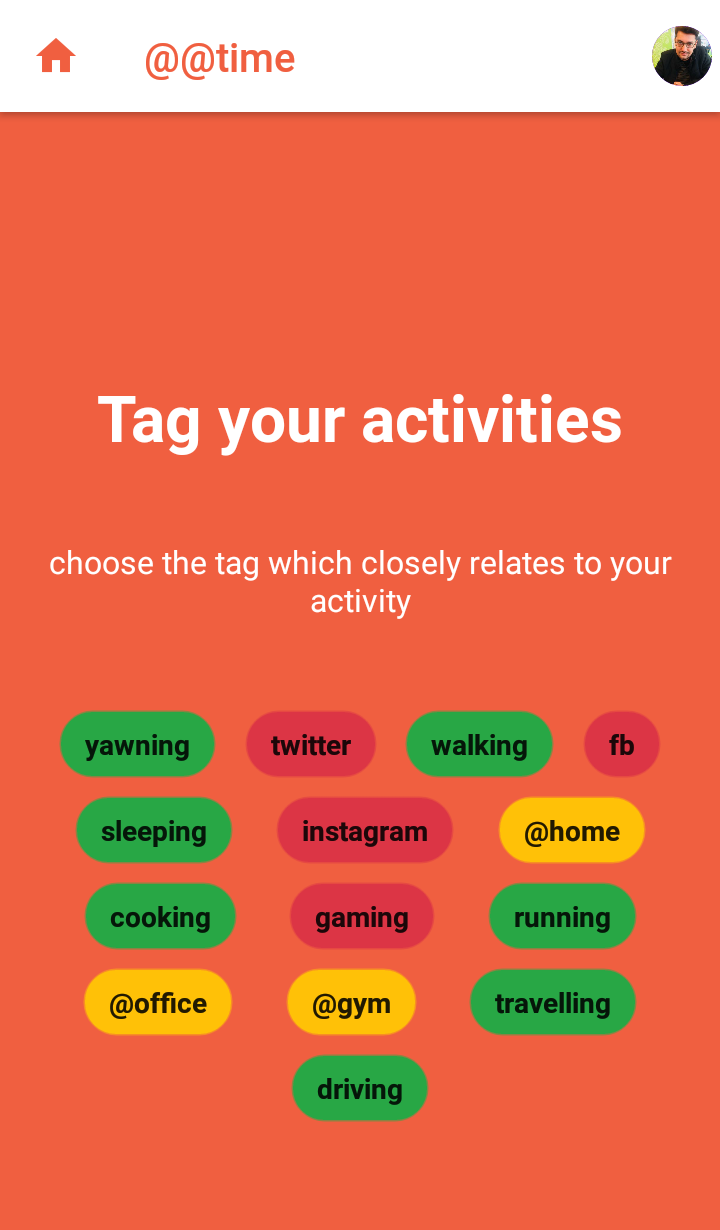 @@time
Tag your activities
choose the tag which closely relates to your
activity
yawning twitter walking fb
sleeping instagram @home
cooking gaming running
@office @gym travelling
driving